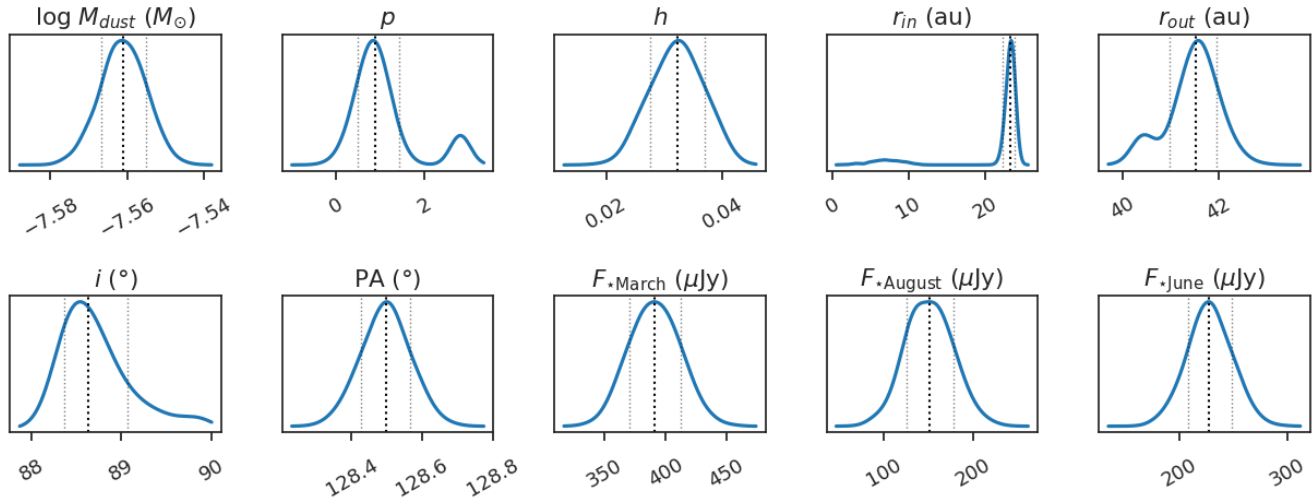 log M_dust (M_⊙)
p
h
r_in (au)
r_out (au)
−7.58
−7.56
−7.54
0
2
0.02
0.04
0
10
20
40
42
i (°)
PA (°)
F_⋆March (μJy)
F_⋆August (μJy)
F_⋆June (μJy)
88
89
90
128.4
128.6
128.8
350
400
450
100
200
200
300